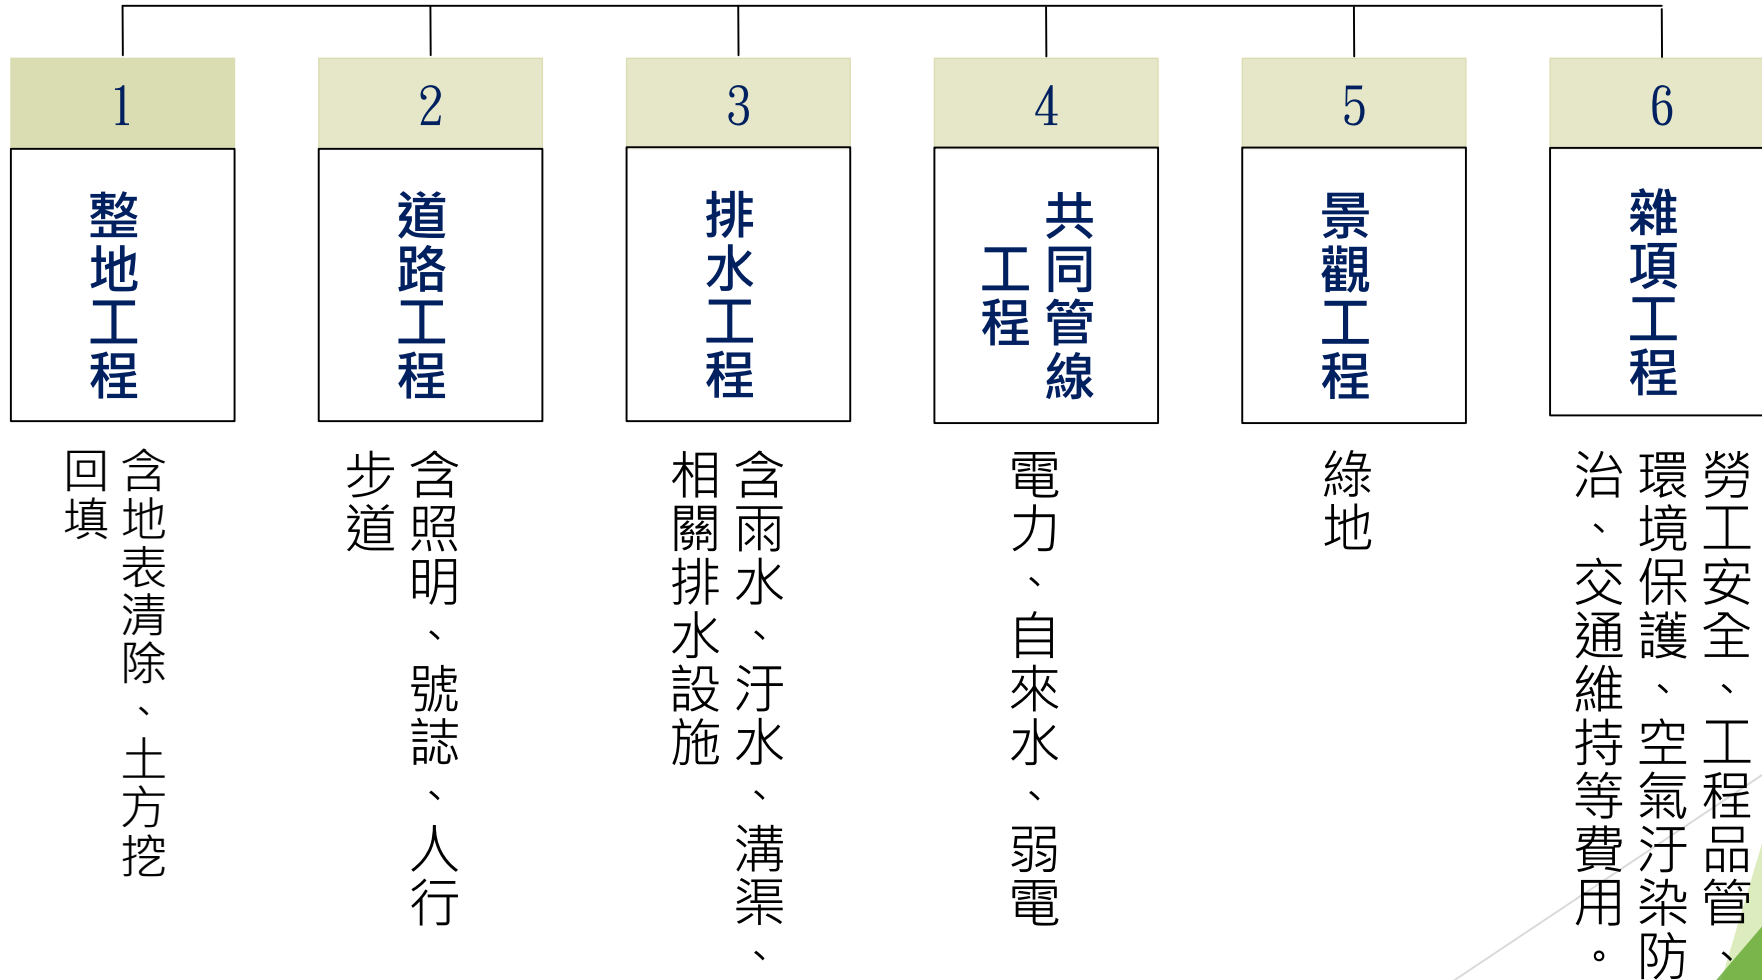 1
整地工程
含地表清除、土方挖
回填
2
道路工程
含照明、號誌、人行
步道
3
排水工程
含雨水、汙水、溝渠、
相關排水設施
4
共同管線
工程
電力、自來水、弱電
5
景觀工程
綠地
6
雜項工程
勞工安全、工程品管、
環境保護、空氣汙染防
治、交通維持等費用。